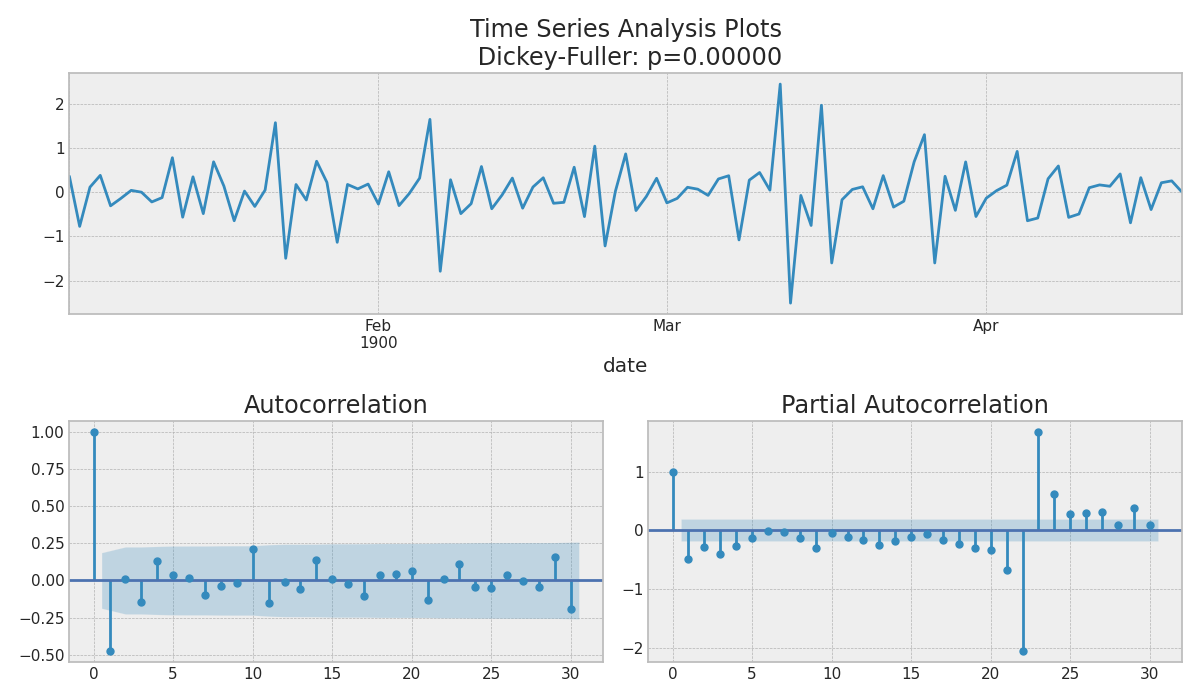 Time Series Analysis Plots
Dickey-Fuller: p=0.00000
2
1
0
−1
−2
Feb
1900
Mar
Apr
date
Autocorrelation
1.00
0.75
0.50
0.25
0.00
−0.25
−0.50
0 5 10 15 20 25 30
Partial Autocorrelation
1
0
−1
−2
0 5 10 15 20 25 30